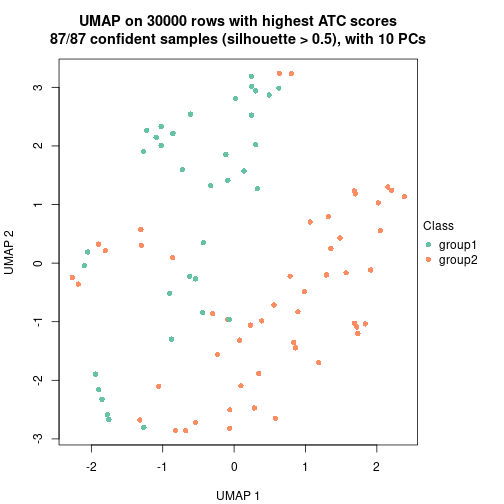 UMAP on 30000 rows with highest ATC scores
87/87 confident samples (silhouette > 0.5), with 10 PCs
3
2
1
0
-1
-2
-3
UMAP 2
-2
-1
0
1
2
UMAP 1
Class
group1
group2